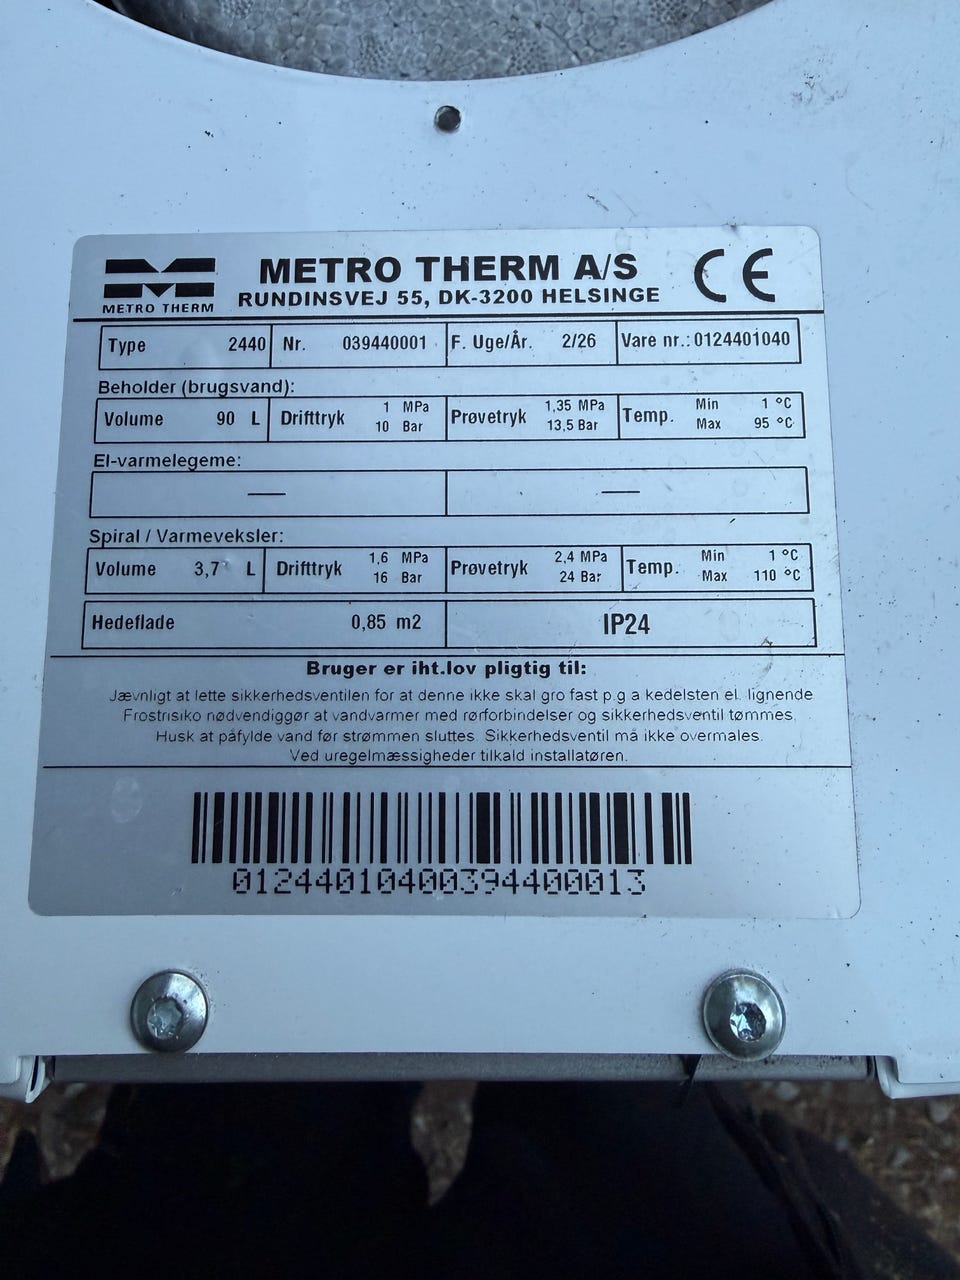 METRO THERM
METRO THERM A/S
RUNDINSVEJ 55, DK-3200 HELSINGE
CE
Type 2440 Nr. 039440001 F. Uge/År. 2/26 Vare nr.: 0124401040
Beholder (brugsvand):
Volume 90 L Drifttryk 1 MPa 10 Bar Prøvetryk 1,35 MPa 13,5 Bar Temp. Min 1 °C Max 95 °C
El-varmelegeme:
— —
Spiral / Varmeveksler:
Volume 3,7 L Drifttryk 1,6 MPa 16 Bar Prøvetryk 2,4 MPa 24 Bar Temp. Min 1 °C Max 110 °C
Hedeflade 0,85 m2 IP24
Bruger er iht.lov pligtig til:
Jævnligt at lette sikkerhedsventilen for at denne ikke skal gro fast p.g a kedelsten el. lignende
Frostrisiko nødvendiggør at vandvarmer med rørforbindelser og sikkerhedsventil tømmes.
Husk at påfylde vand før strømmen sluttes. Sikkerhedsventil må ikke overmales.
Ved uregelmæssigheder tilkald installatøren.
01244010400394400013